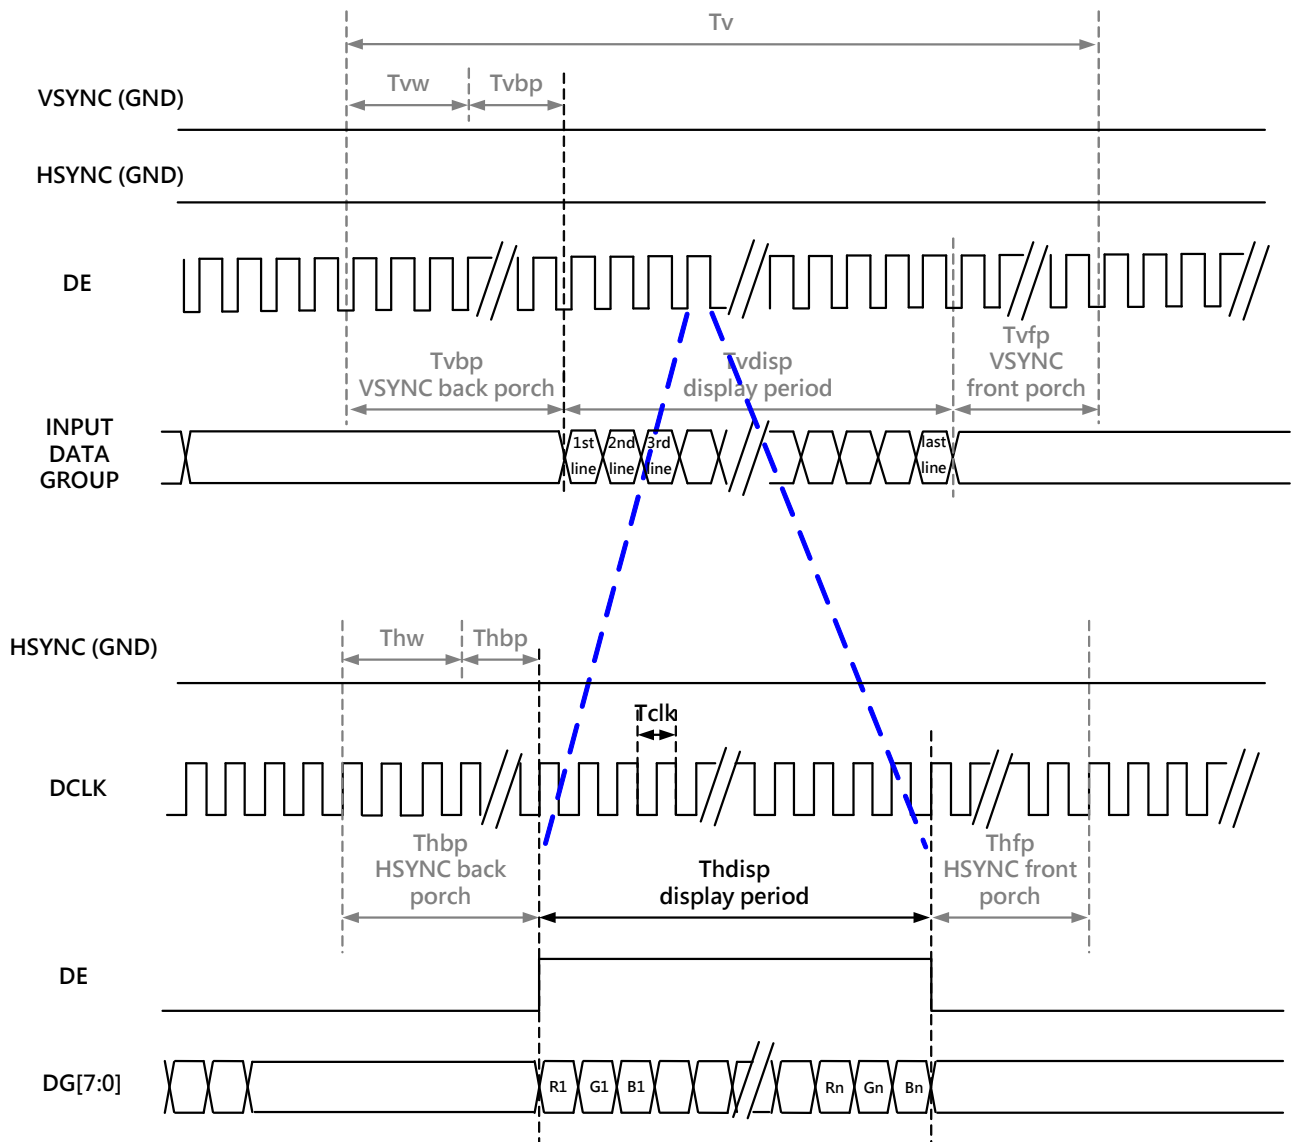 Tv
Tvw
Tvbp
VSYNC (GND)
HSYNC (GND)
DE
Tvbp
VSYNC back porch
Tvdisp
display period
Tvfp
VSYNC
front porch
INPUT
DATA
GROUP
1st
line
2nd
line
3rd
line
last
line
Thw
Thbp
HSYNC (GND)
Tclk
DCLK
Thbp
HSYNC back
porch
Thdisp
display period
Thfp
HSYNC front
porch
DE
DG[7:0]
R1
G1
B1
Rn
Gn
Bn